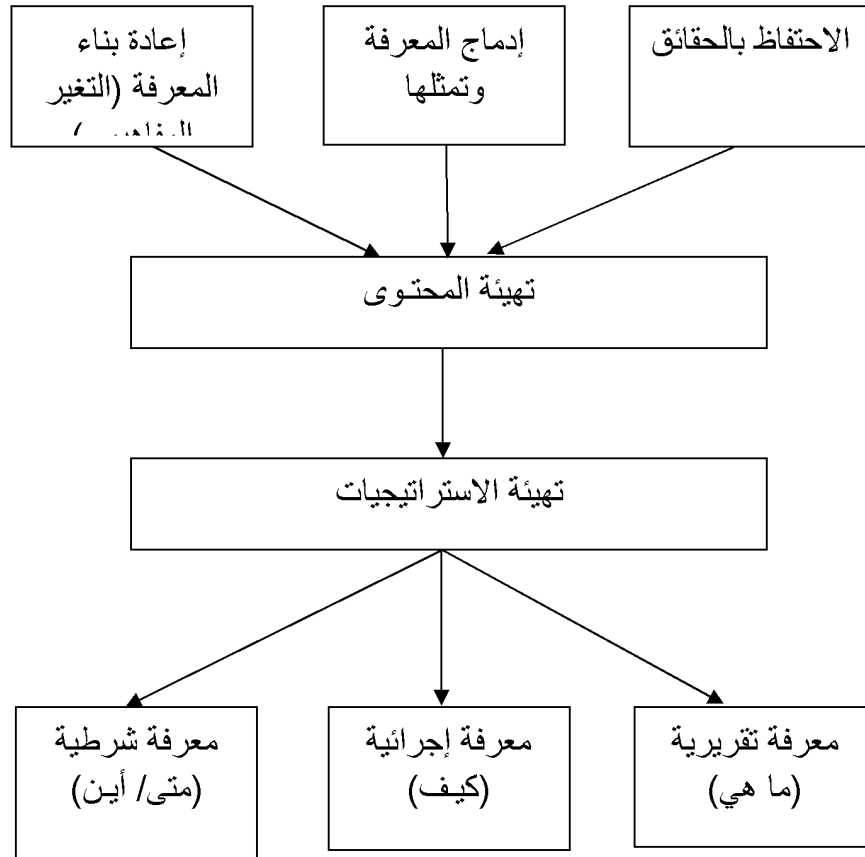 الاحتفاظ بالحقائق
إدماج المعرفة
وتمثلها
إعادة بناء
المعرفة (التغير
تهيئة المحتوى
تهيئة الاستراتيجيات
معرفة تقريرية
(ما هي)
معرفة إجرائية
(كيف)
معرفة شرطية
(متى/ أين)